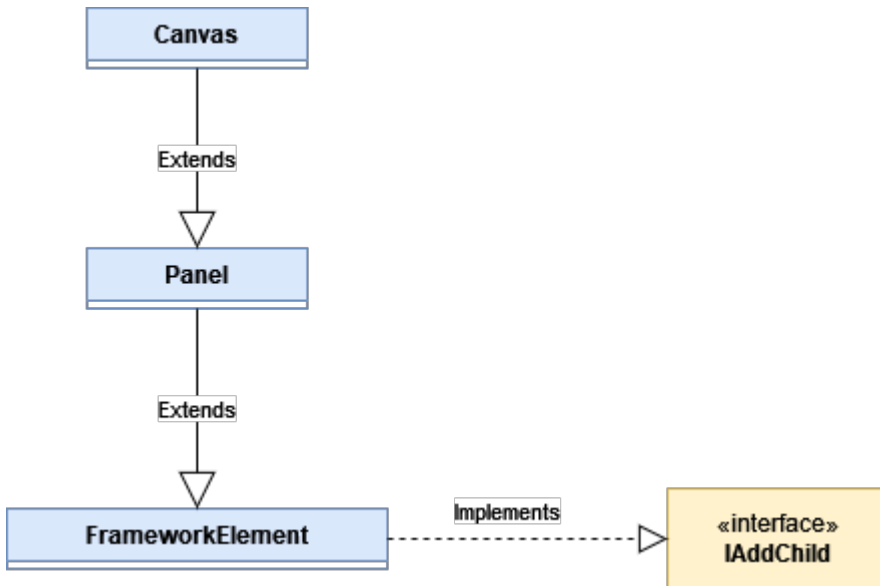 Canvas
Extends
Panel
Extends
FrameworkElement
Implements
«interface»
IAddChild